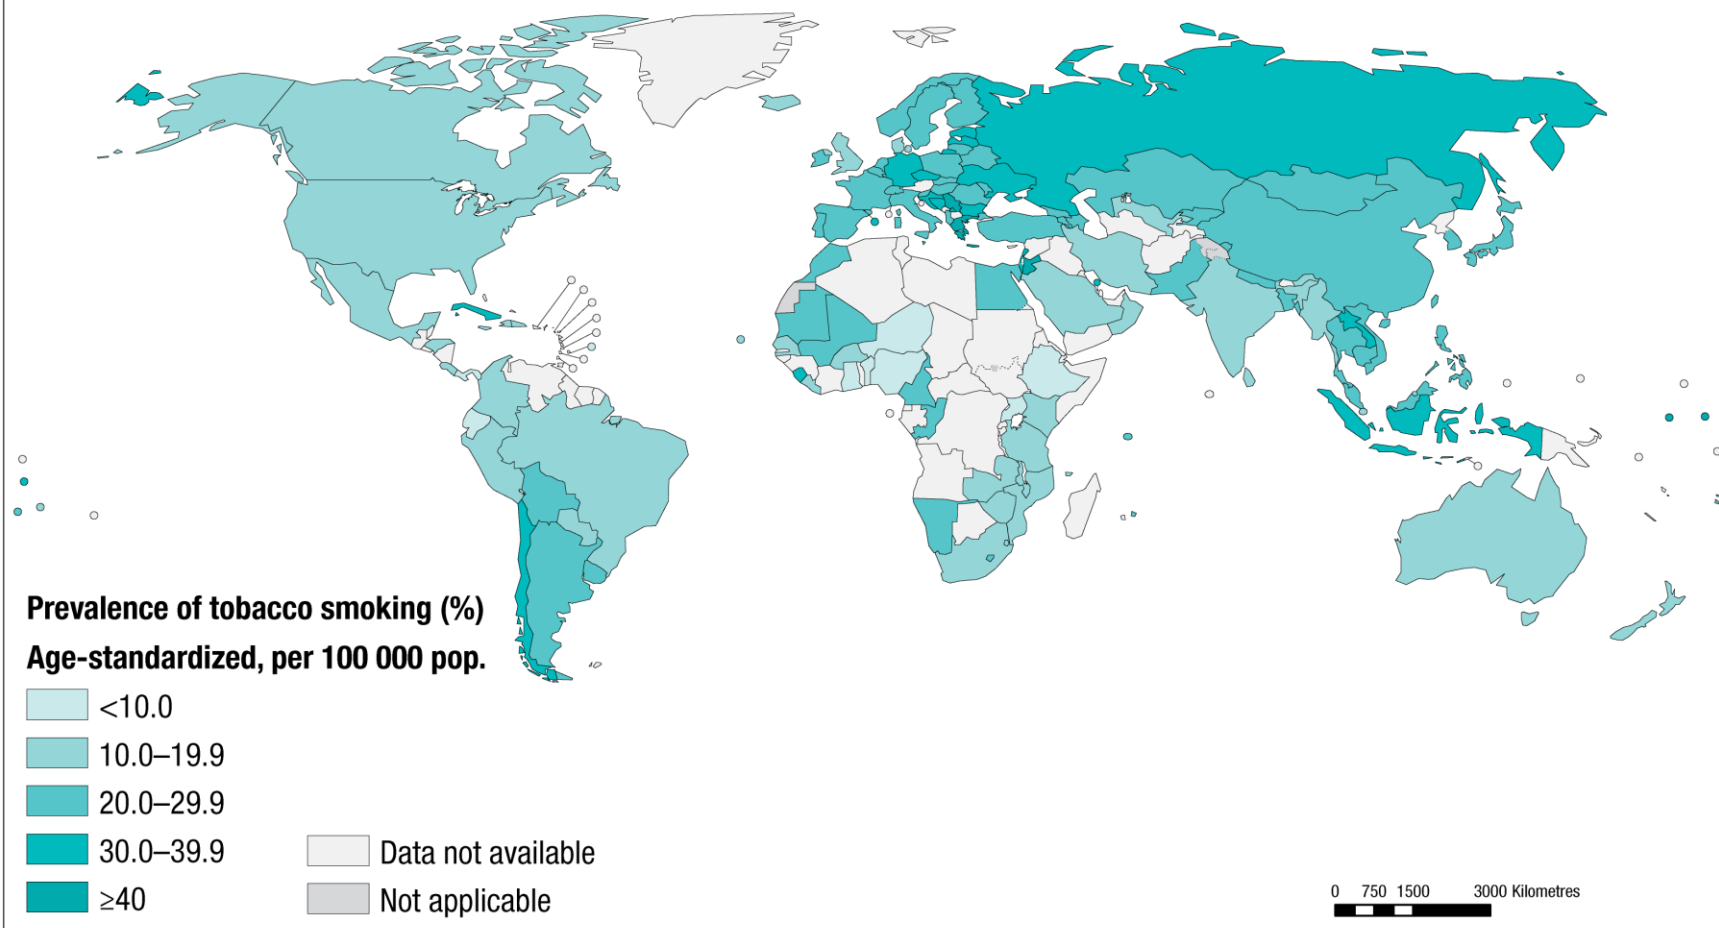 Prevalence of tobacco smoking (%)
Age-standardized, per 100 000 pop.
<10.0
10.0–19.9
20.0–29.9
30.0–39.9
≥40
Data not available
Not applicable
0 750 1500 3000 Kilometres